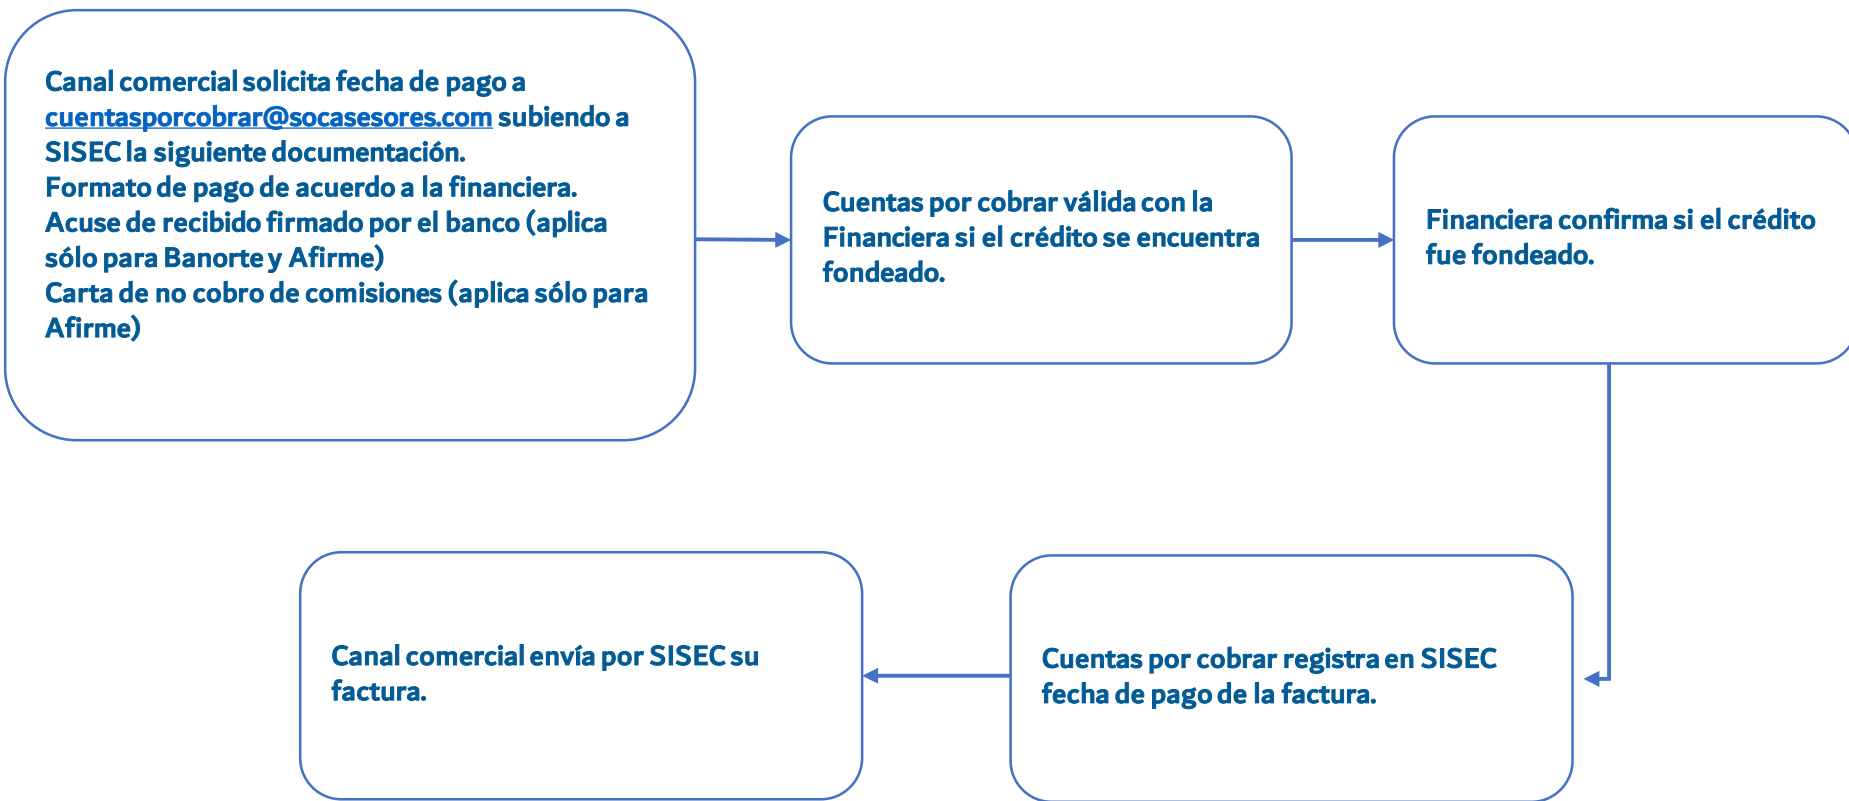 Canal comercial solicita fecha de pago a
cuentasporcobrar@socasesores.com subiendo a
SISEC la siguiente documentación.
Formato de pago de acuerdo a la financiera.
Acuse de recibido firmado por el banco (aplica
sólo para Banorte y Afirme)
Carta de no cobro de comisiones (aplica sólo para
Afirme)
Cuentas por cobrar válida con la
Financiera si el crédito se encuentra
fondeado.
Financiera confirma si el crédito
fue fondeado.
Cuentas por cobrar registra en SISEC
fecha de pago de la factura.
Canal comercial envía por SISEC su
factura.